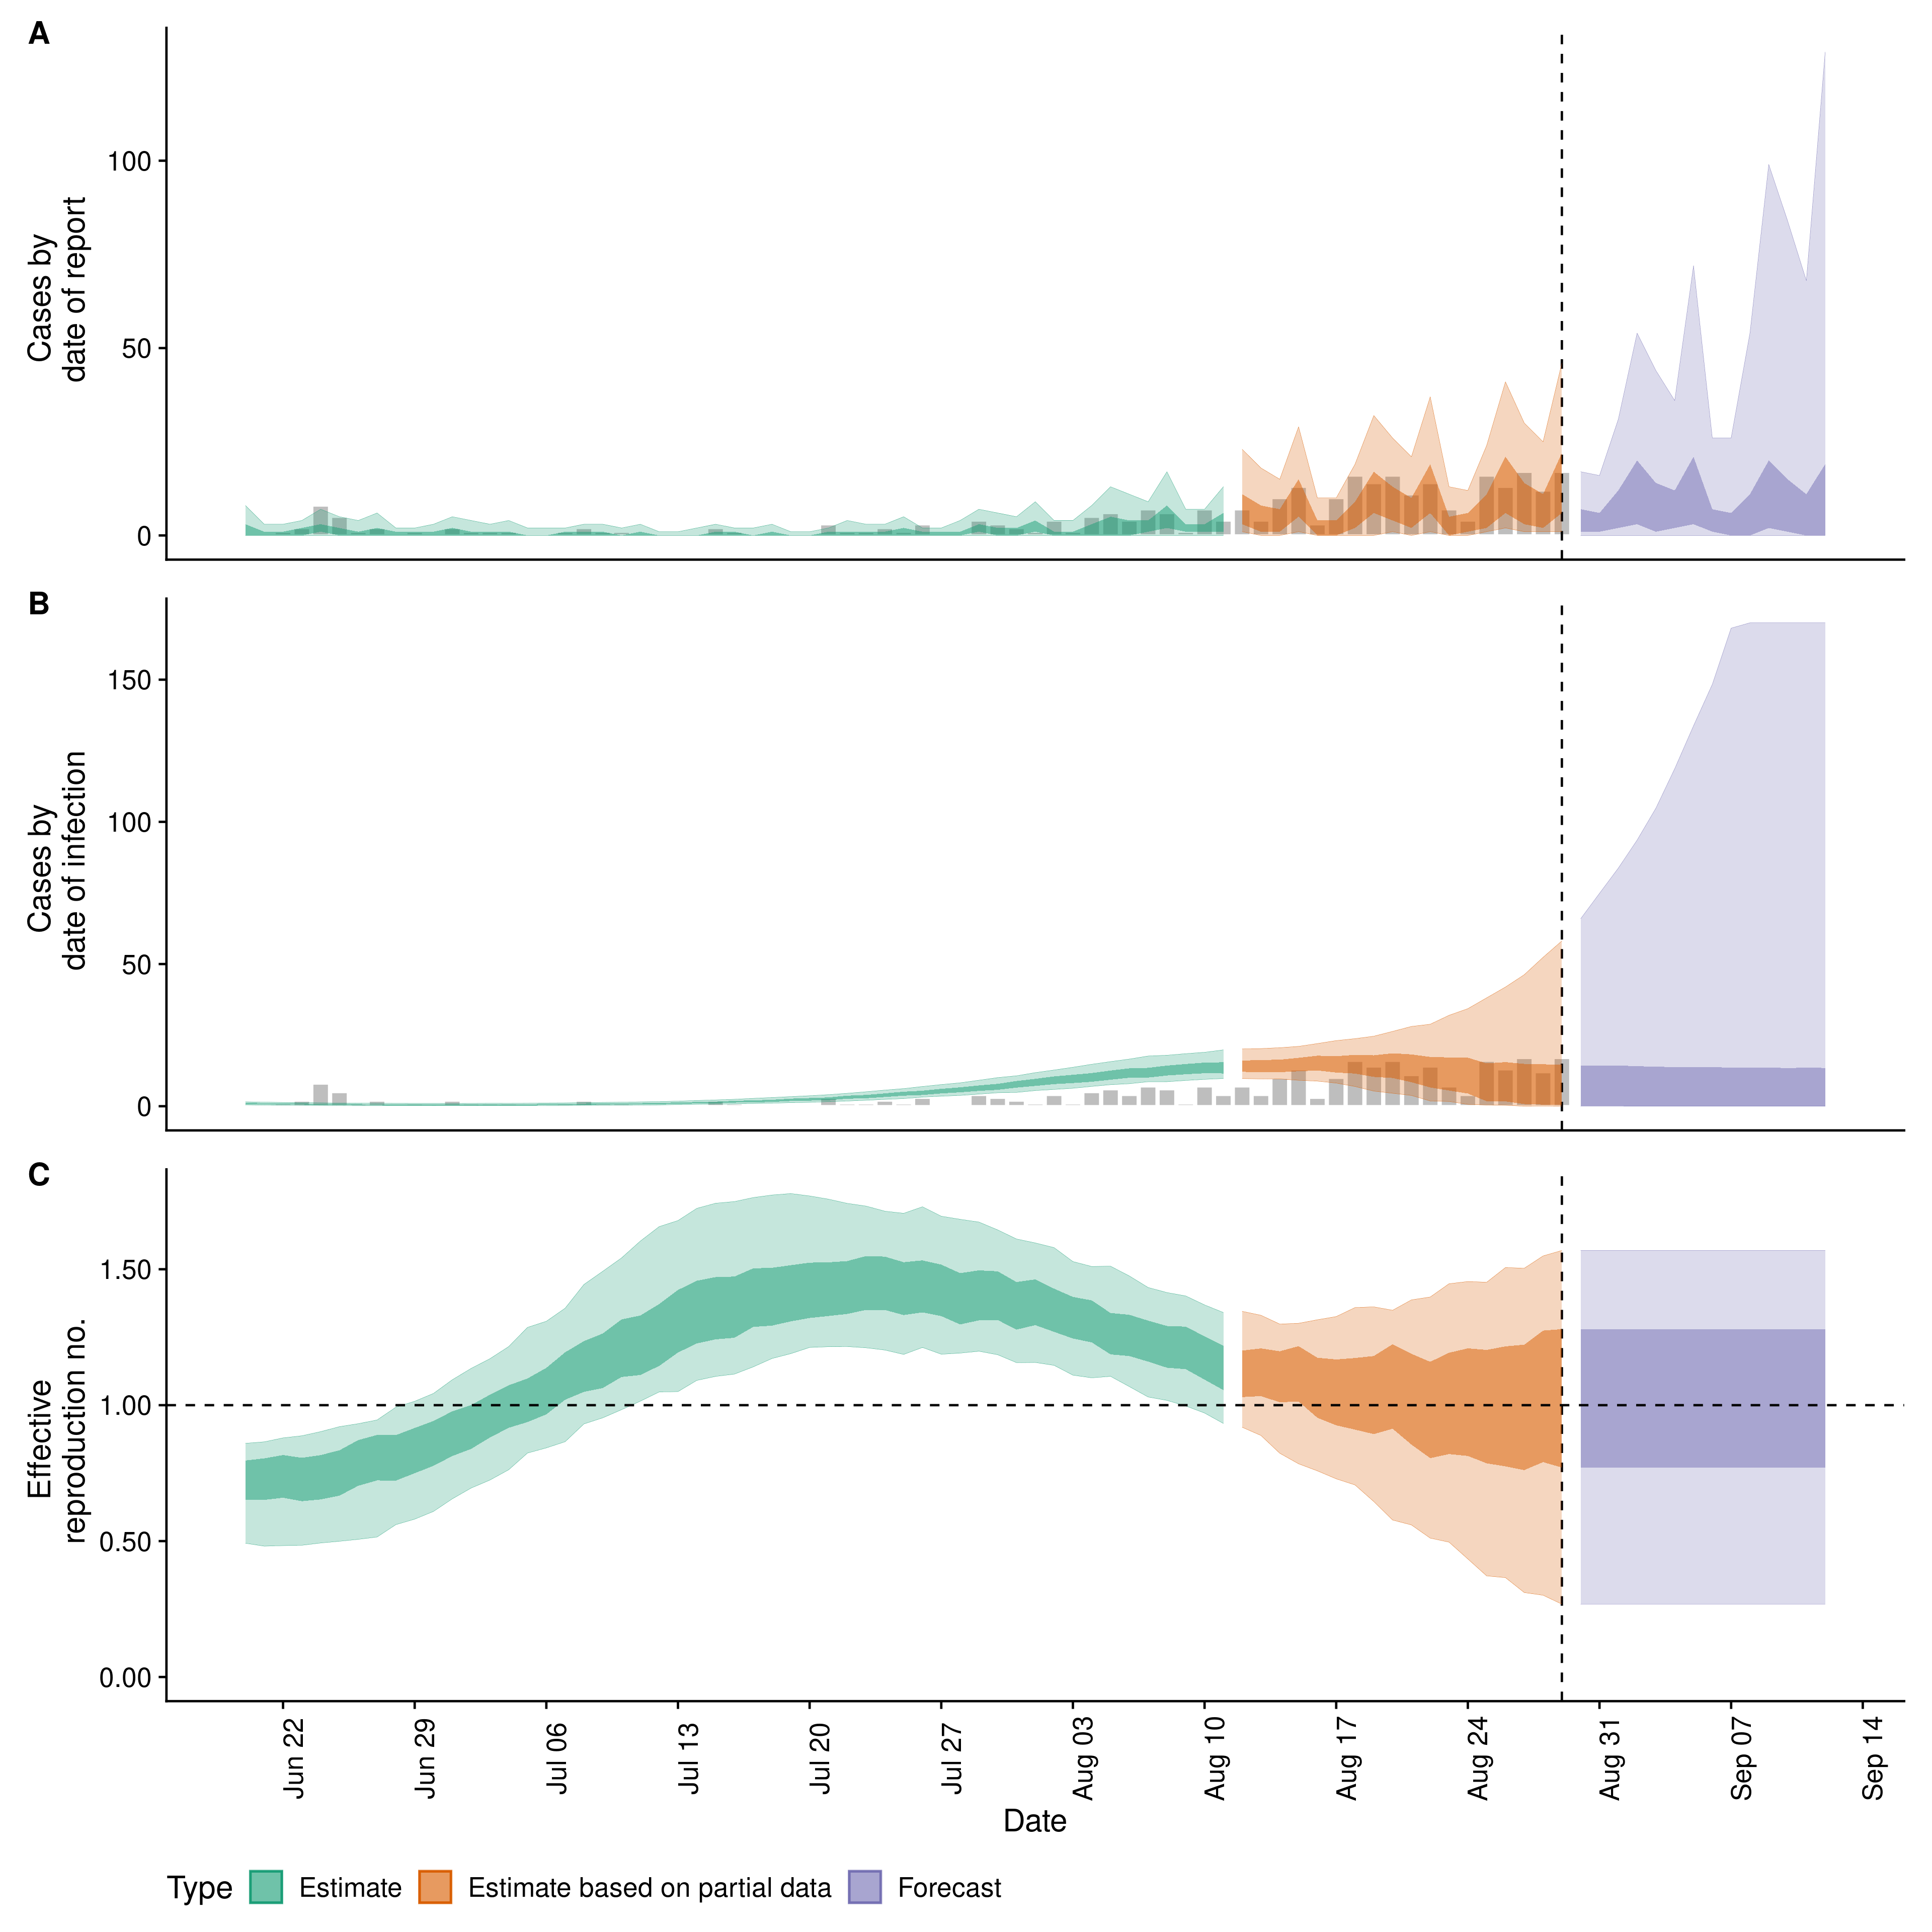 A
Cases by
date of report
100
50
0
B
Cases by
date of infection
150
100
50
0
C
Effective
reproduction no.
1.50
1.00
0.50
0.00
Jun 22
Jun 29
Jul 06
Jul 13
Jul 20
Jul 27
Aug 03
Aug 10
Aug 17
Aug 24
Aug 31
Sep 07
Sep 14
Date
Type Estimate Estimate based on partial data Forecast